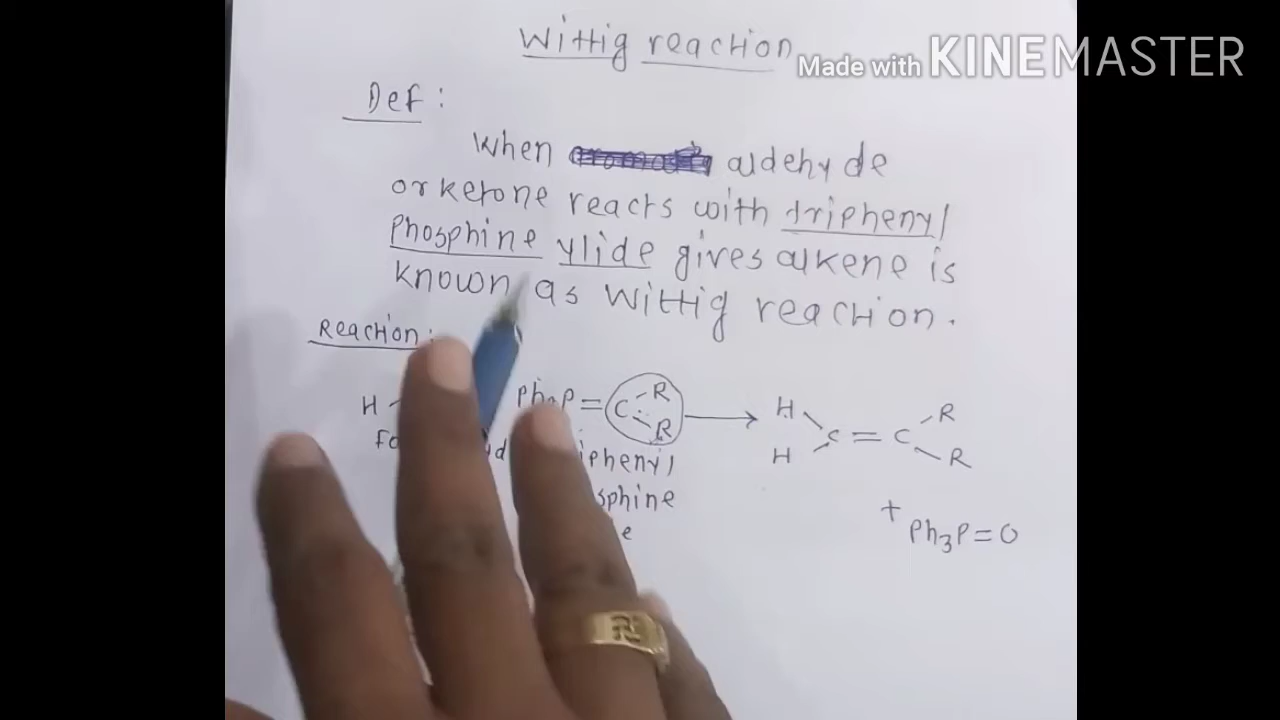 Wittig reaction
Made with KINEMASTER
Def :
When aldehyde
or ketone reacts with triphenyl
phosphine ylide gives alkene is
known as Wittig reaction.
Reaction :
H Ph3P = C R R → H H C = C R R
iphenyl
sphine
e
+ Ph3P = O